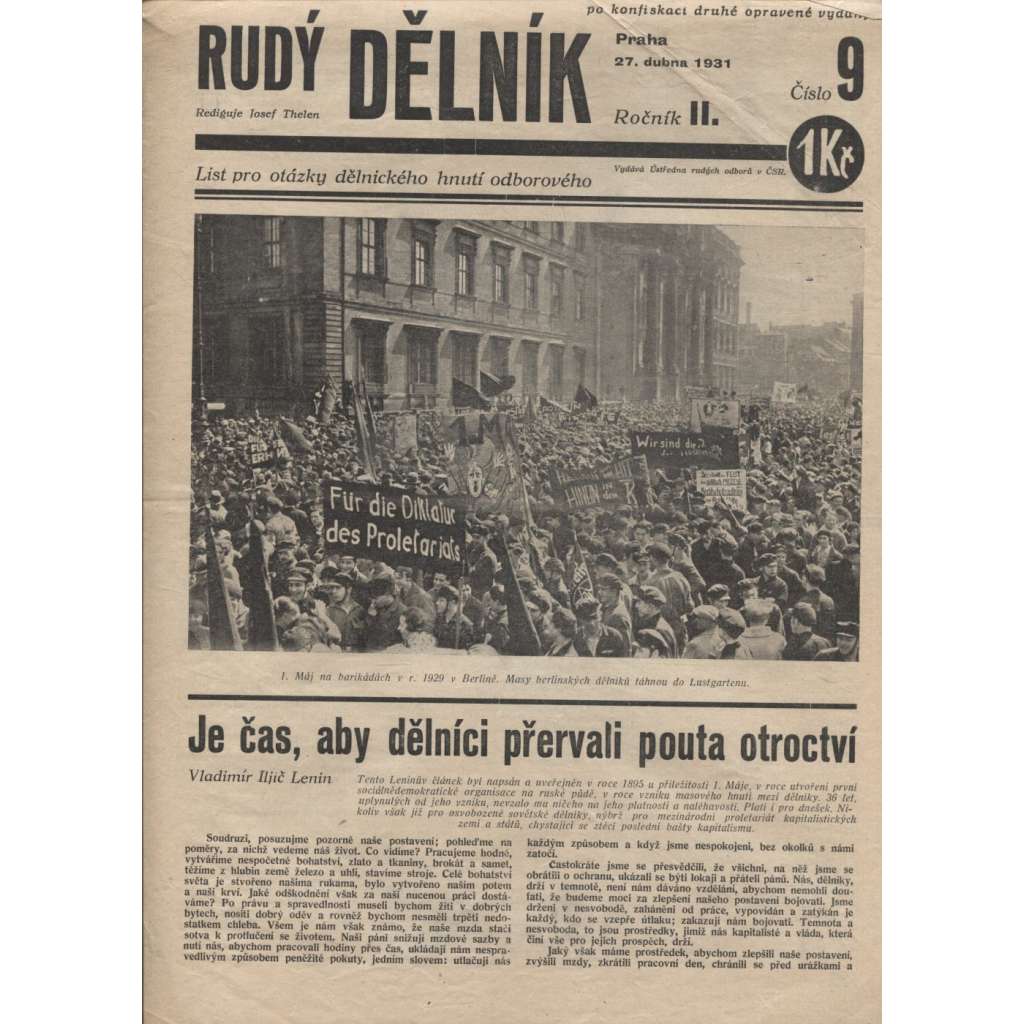 po konfiskaci druhé opravené vydání
RUDÝ DĚLNÍK
Praha
27. dubna 1931
Číslo 9
Rediguje Josef Thelen
Ročník II.
1 Kč
List pro otázky dělnického hnutí odborového
Vydává Ústředna rudých odborů v ČSR.
1. M
Wir sind die
Für die Diktatur
des Proletariats
1. Máj na barikádách v r. 1929 v Berlině. Masy berlinských dělníků táhnou do Lustgartenu.
Je čas, aby dělníci přervali pouta otroctví
Vladimír Iljič Lenin
Tento Leninův článek byl napsán a uveřejněn v roce 1895 u příležitosti 1. Máje, v roce utvoření první
sociálnědemokratické organisace na ruské půdě, v roce vzniku masového hnutí mezi dělníky. 36 let,
uplynulých od jeho vzniku, nevzalo mu ničeho na jeho platnosti a naléhavosti. Platí i pro dnešek. Ni-
koliv však již pro osvobozené sovětské dělníky, nýbrž pro mezinárodní proletariát kapitalistických
zemí a států, chystající se ztéci poslední bašty kapitalismu.
Soudruzi, posuzujme pozorně naše postavení; pohleďme na
poměry, za nichž vedeme náš život. Co vidíme? Pracujeme hodně,
vytváříme nespočetné bohatství, zlato a tkaniny, brokát a samet,
těžíme z hlubin země železo a uhlí, stavíme stroje. Celé bohatství
světa je stvořeno našima rukama, bylo vytvořeno naším potem
a naší krví. Jaké odškodnění však za naši nucenou práci dostá-
váme? Po právu a spravedlnosti museli bychom žíti v dobrých
bytech, nositi dobrý oděv a rovněž bychom nesměli trpěti nedo-
statkem chleba. Všem je nám však známo, že naše mzda stačí
sotva k protlučení se životem. Naši páni snižují mzdové sazby a
nutí nás, abychom pracovali hodiny přes čas, ukládají nám nespra-
vedlivým způsobem peněžité pokuty, jedním slovem: utlačují nás
každým způsobem a když jsme nespokojeni, bez okolků s námi
zatočí.
Častokráte jsme se přesvědčili, že všichni, na něž jsme se
obrátili o ochranu, ukázali se býti lokaji a přáteli pánů. Nás, dělníky,
drží v temnotě, není nám dáváno vzdělání, abychom nemohli dou-
fati, že budeme moci za zlepšení našeho postavení bojovati. Jsme
drženi v nesvobodě, zaháněni od práce, vypovídán a zatýkán je
každý, kdo se vzepře útlaku; zakazují nám bojovati. Temnota a
nesvoboda, to jsou prostředky, jimiž nás kapitalisté a vláda, která
činí vše pro jejich prospěch, drží.
Jaký však máme prostředek, abychom zlepšili naše postavení,
zvýšili mzdy, zkrátili pracovní den, chránili se před urážkami a